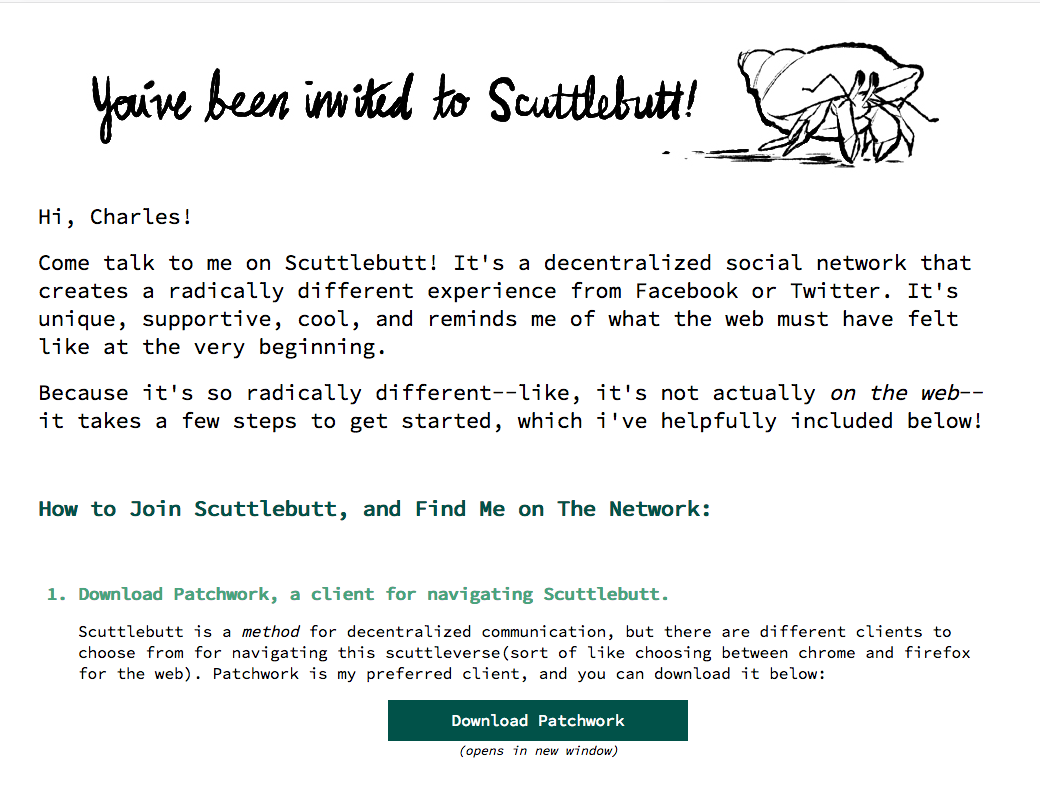 You've been invited to Scuttlebutt!
Hi, Charles!
Come talk to me on Scuttlebutt! It's a decentralized social network that
creates a radically different experience from Facebook or Twitter. It's
unique, supportive, cool, and reminds me of what the web must have felt
like at the very beginning.
Because it's so radically different--like, it's not actually on the web--
it takes a few steps to get started, which i've helpfully included below!
How to Join Scuttlebutt, and Find Me on The Network:
1. Download Patchwork, a client for navigating Scuttlebutt.
Scuttlebutt is a method for decentralized communication, but there are different clients to
choose from for navigating this scuttleverse(sort of like choosing between chrome and firefox
for the web). Patchwork is my preferred client, and you can download it below:
Download Patchwork
(opens in new window)